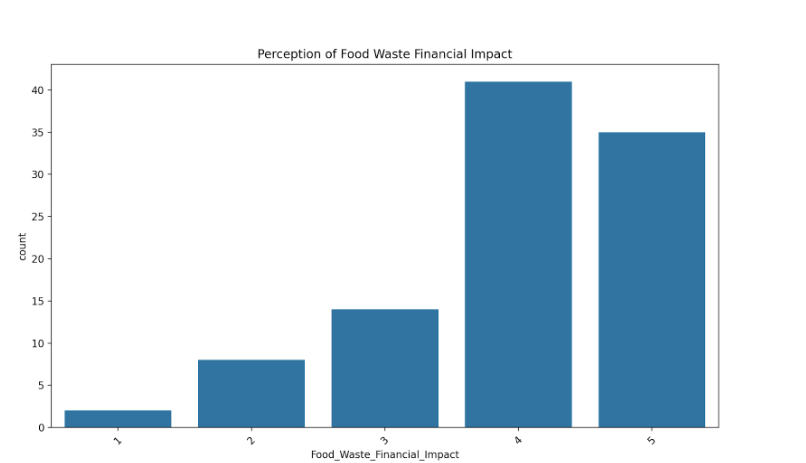 Perception of Food Waste Financial Impact
40
35
30
25
20
15
10
5
0
count
1 2 3 4 5
Food_Waste_Financial_Impact